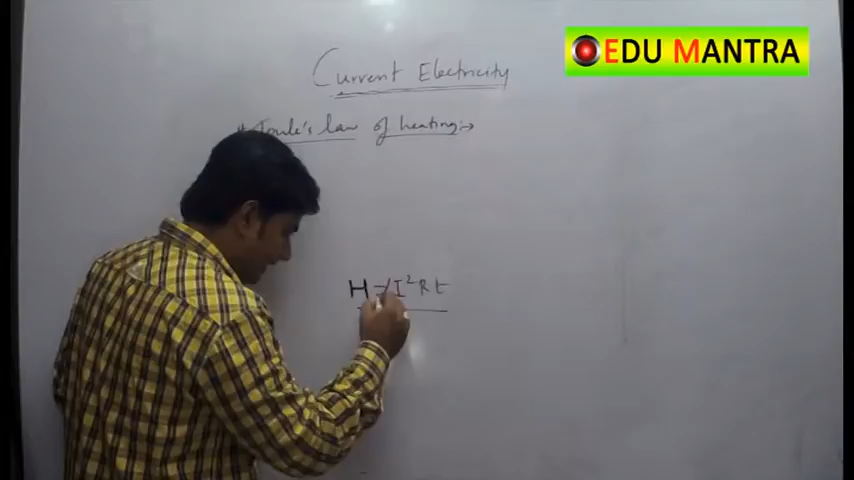 EDU MANTRA
Current Electricity
* Joule's law of heating:→
H = I²Rt